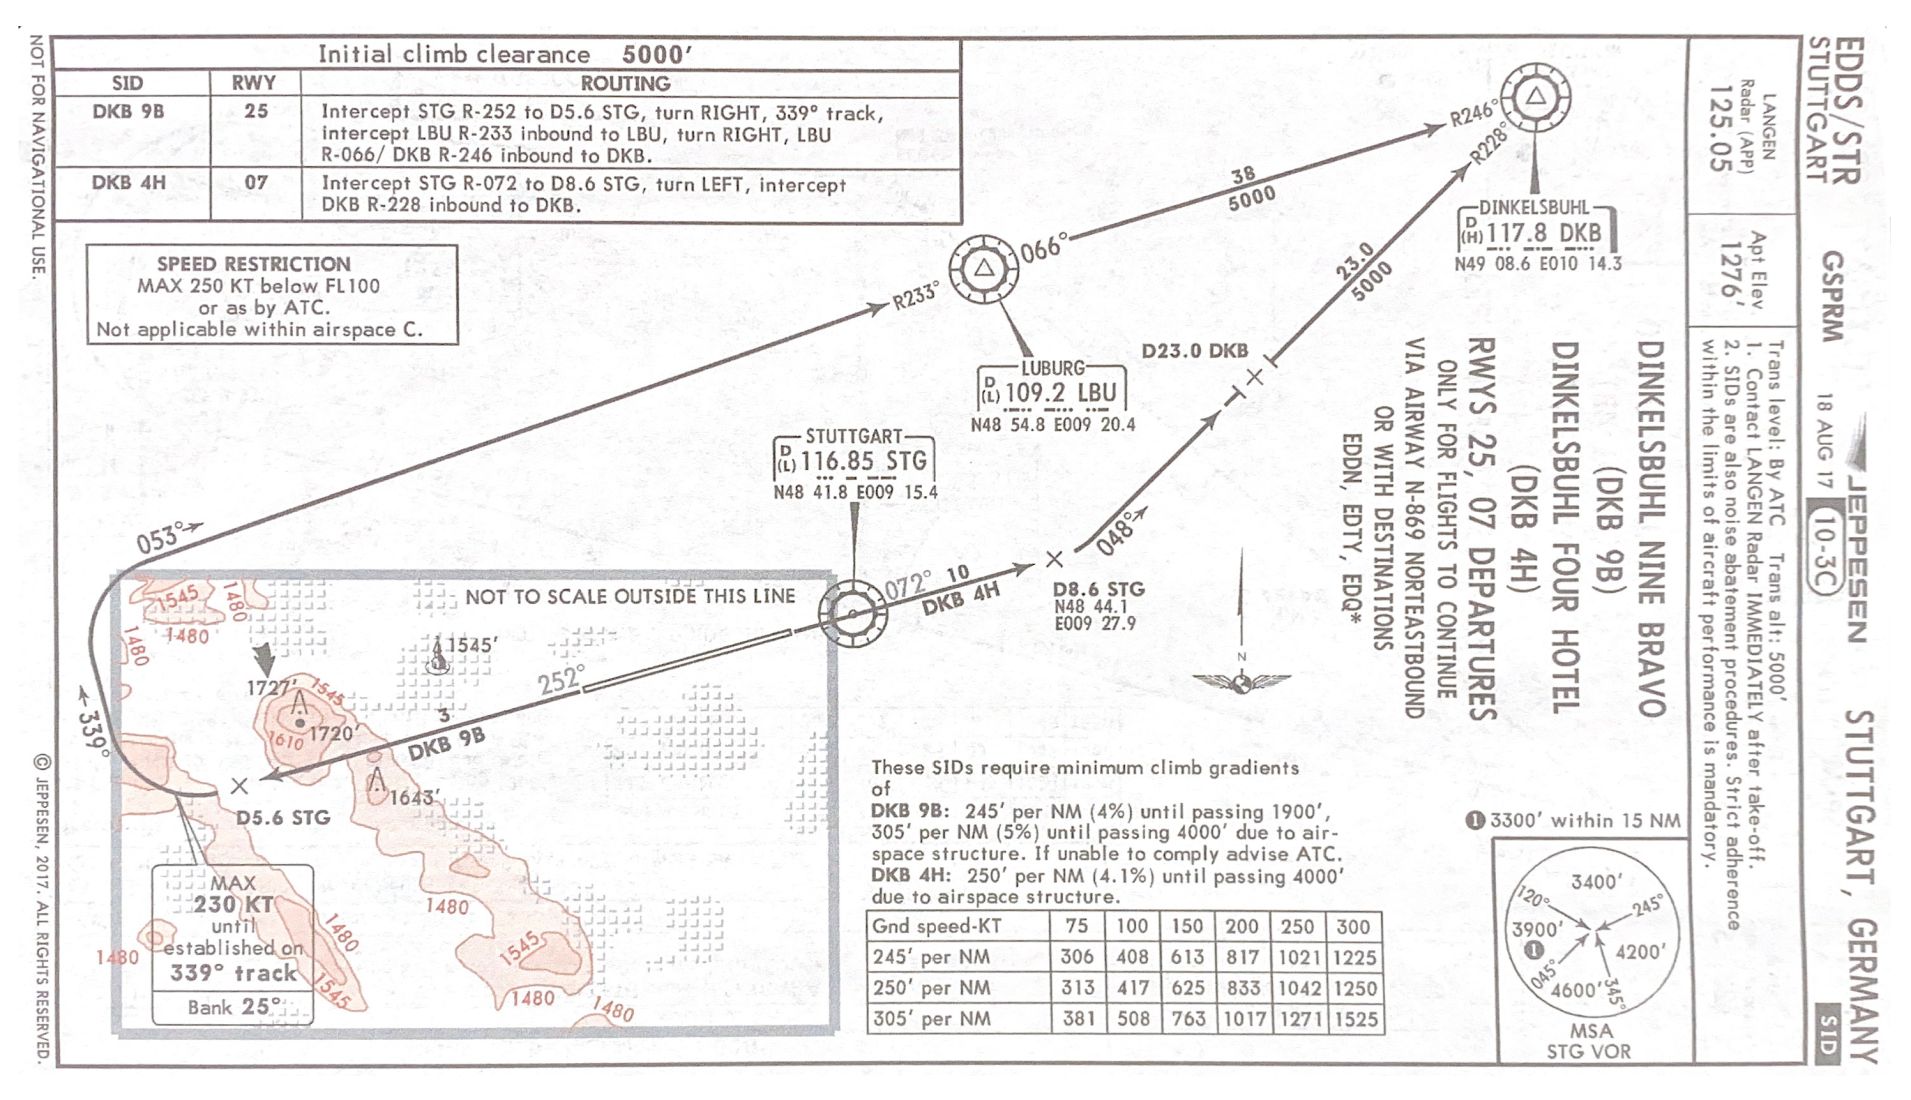 EDDS/STR
STUTTGART
GSPRM
18 AUG 17
JEPPESEN
10-3C
STUTTGART, GERMANY
SID
LANGEN
Radar (APP)
125.05
Apt Elev
1276'
Trans level: By ATC Trans alt: 5000'
1. Contact LANGEN Radar IMMEDIATELY after take-off.
2. SIDs are also noise abatement procedures. Strict adherence
within the limits of aircraft performance is mandatory.
DINKELSBUHL NINE BRAVO
(DKB 9B)
DINKELSBUHL FOUR HOTEL
(DKB 4H)
RWYS 25, 07 DEPARTURES
ONLY FOR FLIGHTS TO CONTINUE
VIA AIRWAY N-869 NORTEASTBOUND
OR WITH DESTINATIONS
EDDN, EDTY, EDQ*
Initial climb clearance 5000'
SID RWY ROUTING
DKB 9B 25 Intercept STG R-252 to D5.6 STG, turn RIGHT, 339° track,
intercept LBU R-233 inbound to LBU, turn RIGHT, LBU
R-066/ DKB R-246 inbound to DKB.
DKB 4H 07 Intercept STG R-072 to D8.6 STG, turn LEFT, intercept
DKB R-228 inbound to DKB.
SPEED RESTRICTION
MAX 250 KT below FL100
or as by ATC.
Not applicable within airspace C.
R246°
R228°
38
5000
DINKELSBUHL
D
(H) 117.8 DKB
N49 08.6 E010 14.3
066°
R233°
23.0
5000
LUBURG
D
(L) 109.2 LBU
N48 54.8 E009 20.4
D23.0 DKB
STUTTGART
D
(L) 116.85 STG
N48 41.8 E009 15.4
053°
048°
072°
10
DKB 4H
D8.6 STG
N48 44.1
E009 27.9
N
NOT TO SCALE OUTSIDE THIS LINE
1545
1480
1480
1480
1545'
1727'
1545
1720'
1610
252°
3
DKB 9B
339°
1643'
D5.6 STG
MAX
230 KT
until
established on
339° track
Bank 25°
1480
1480
1545
1480
1545
1480
1480
These SIDs require minimum climb gradients
of
DKB 9B: 245' per NM (4%) until passing 1900',
305' per NM (5%) until passing 4000' due to air-
space structure. If unable to comply advise ATC.
DKB 4H: 250' per NM (4.1%) until passing 4000'
due to airspace structure.
Gnd speed-KT 75 100 150 200 250 300
245' per NM 306 408 613 817 1021 1225
250' per NM 313 417 625 833 1042 1250
305' per NM 381 508 763 1017 1271 1525
1 3300' within 15 NM
3400'
120°
245°
3900'
1
4200'
045°
4600'
345°
MSA
STG VOR
NOT FOR NAVIGATIONAL USE.
© JEPPESEN, 2017. ALL RIGHTS RESERVED.